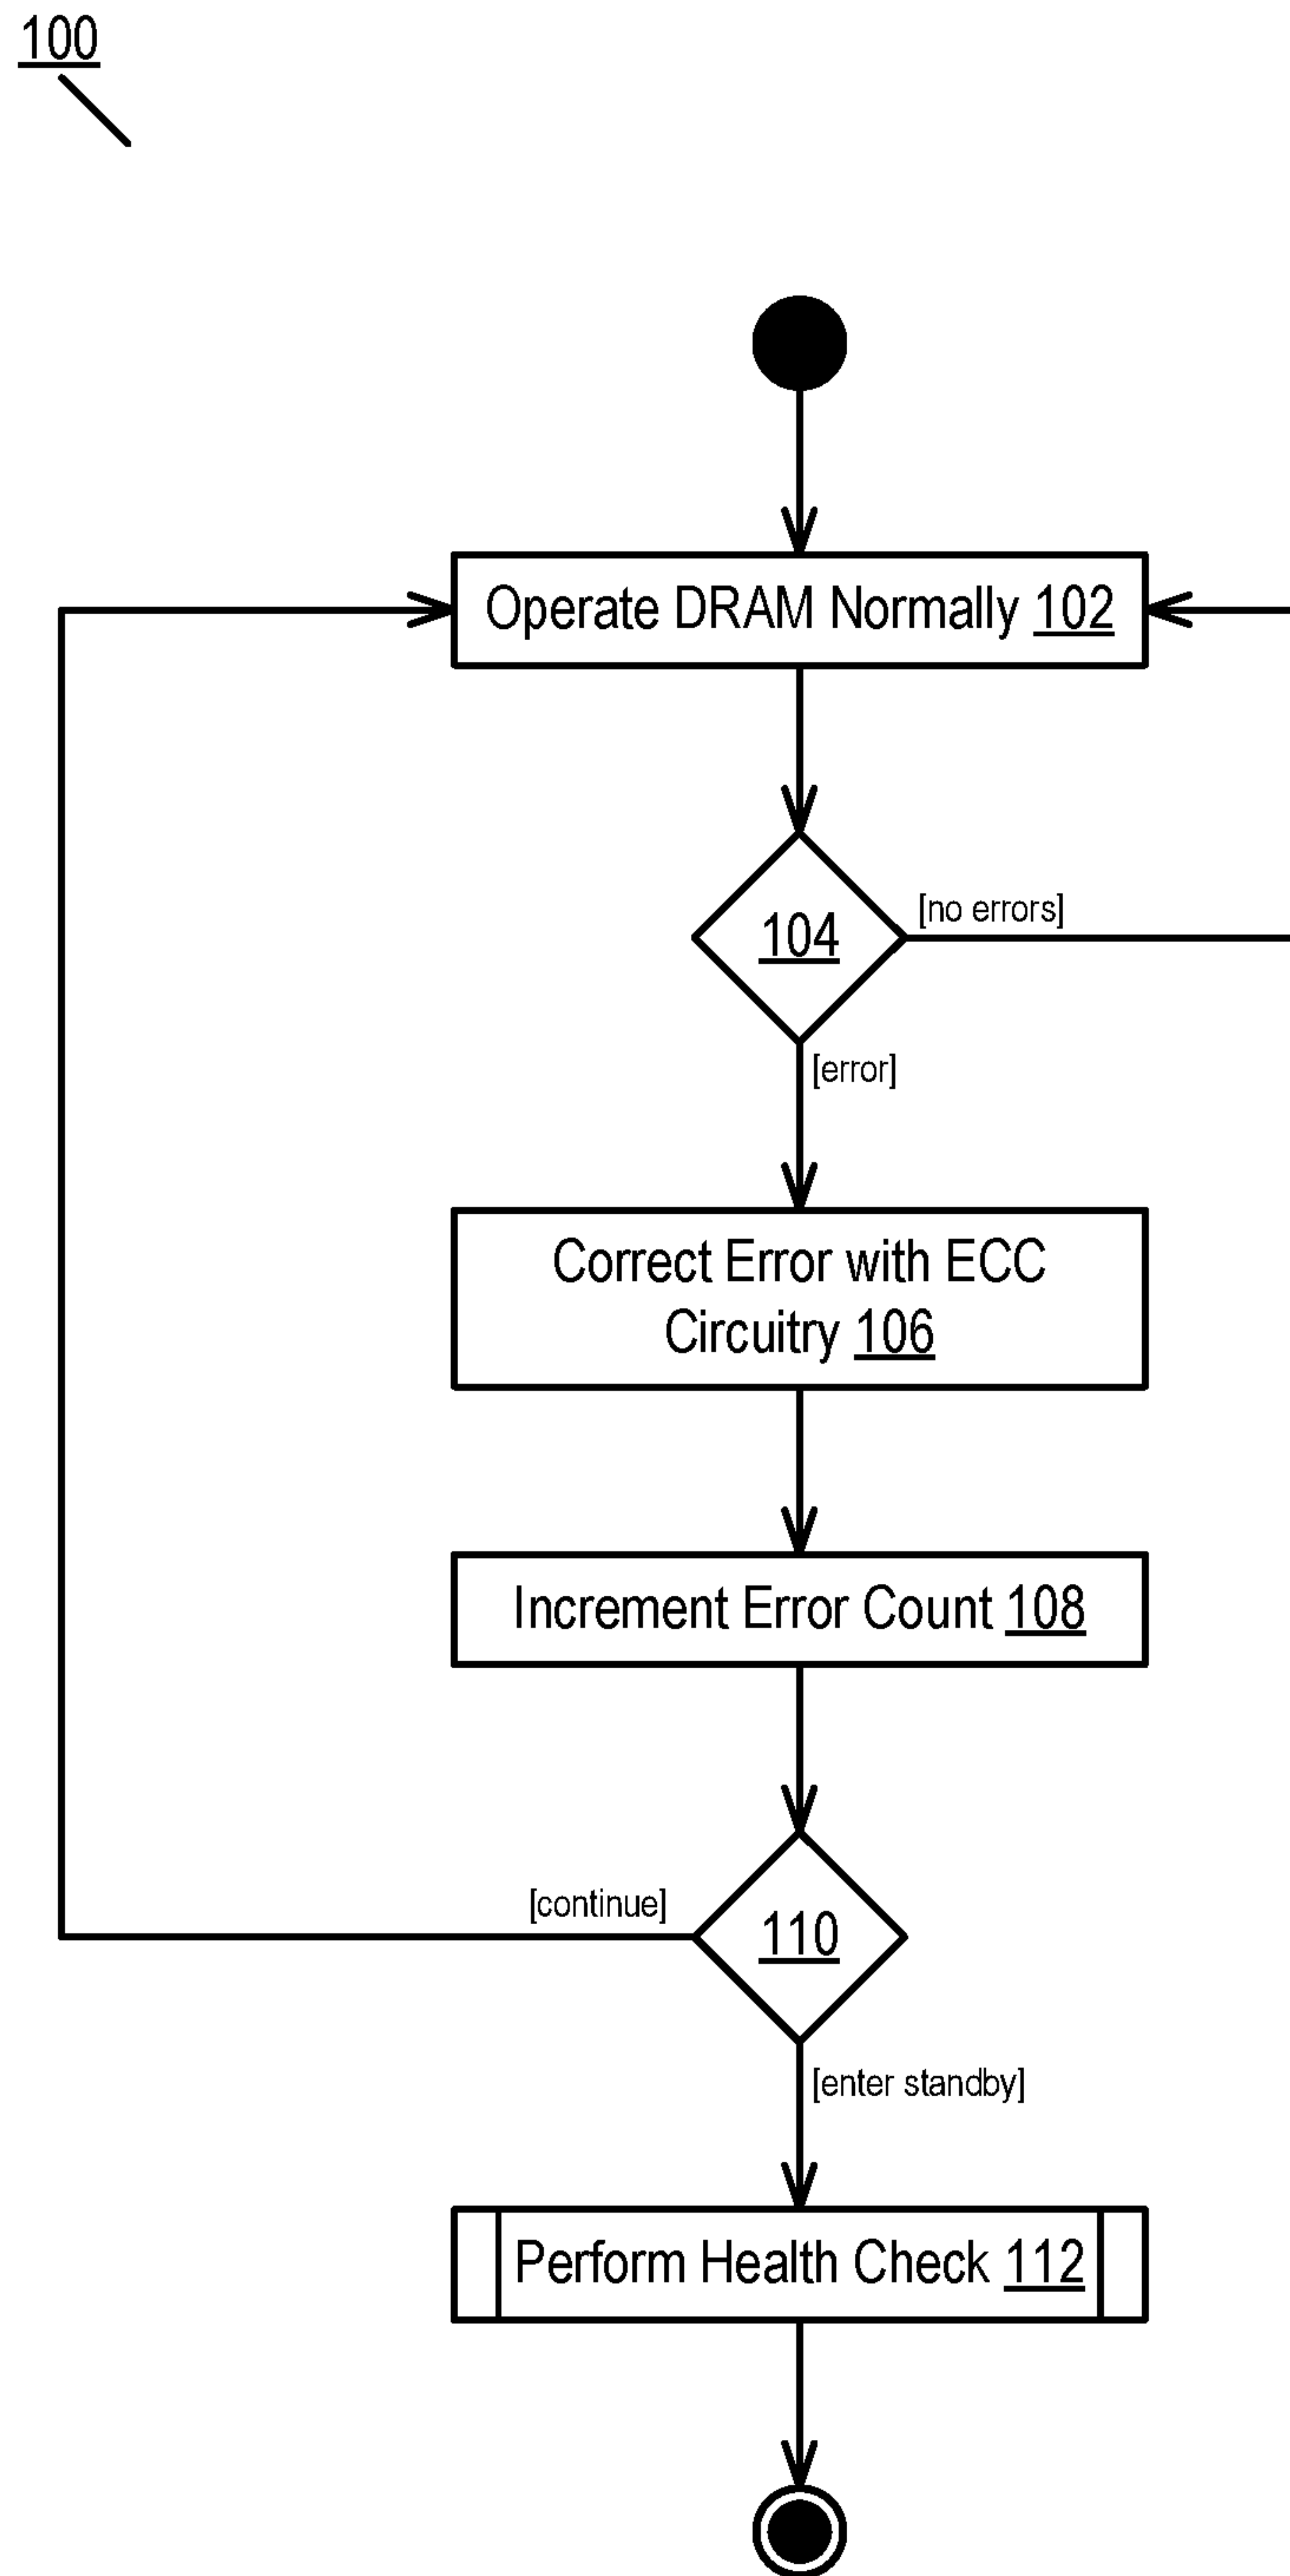 100
Operate DRAM Normally 102
104
[no errors]
[error]
Correct Error with ECC
Circuitry 106
Increment Error Count 108
[continue]
110
[enter standby]
Perform Health Check 112